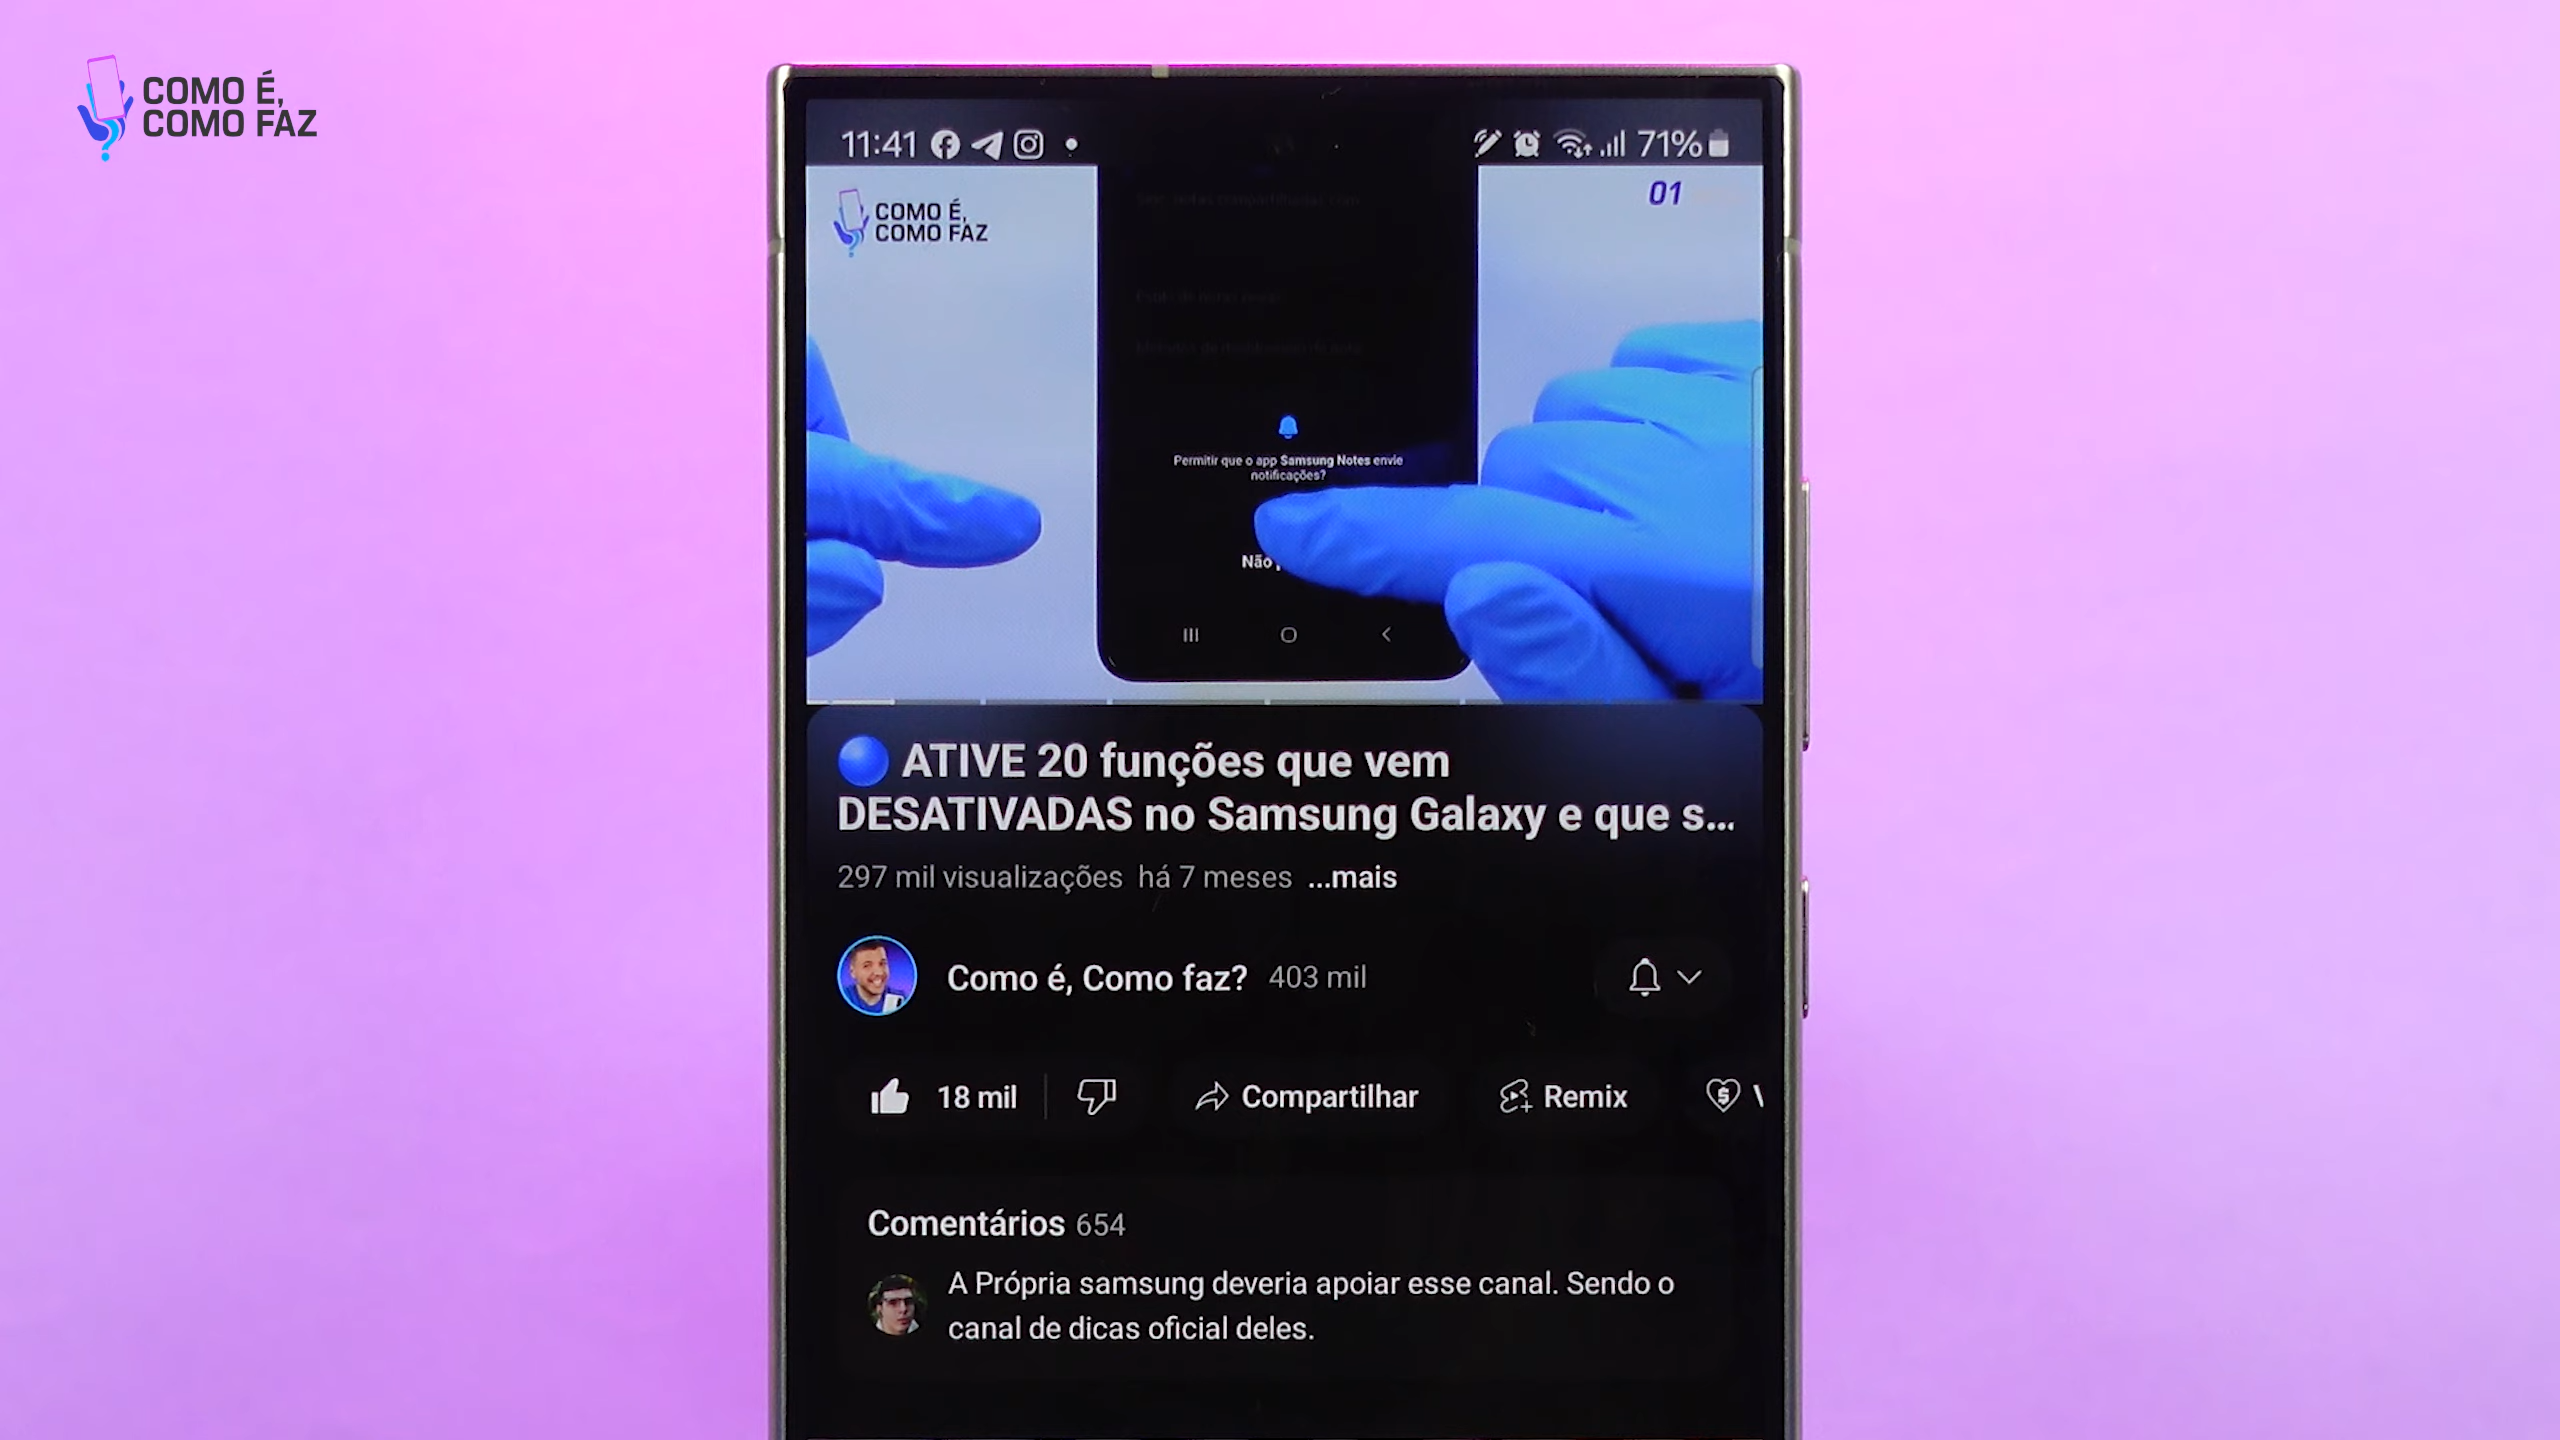 COMO É,
COMO FAZ
11:41
71%
COMO É,
COMO FAZ
01
Permitir que o app Samsung Notes envie
notificações?
Não
ATIVE 20 funções que vem
DESATIVADAS no Samsung Galaxy e que s...
297 mil visualizações há 7 meses ...mais
Como é, Como faz? 403 mil
18 mil
Compartilhar
Remix
Comentários 654
A Própria samsung deveria apoiar esse canal. Sendo o
canal de dicas oficial deles.